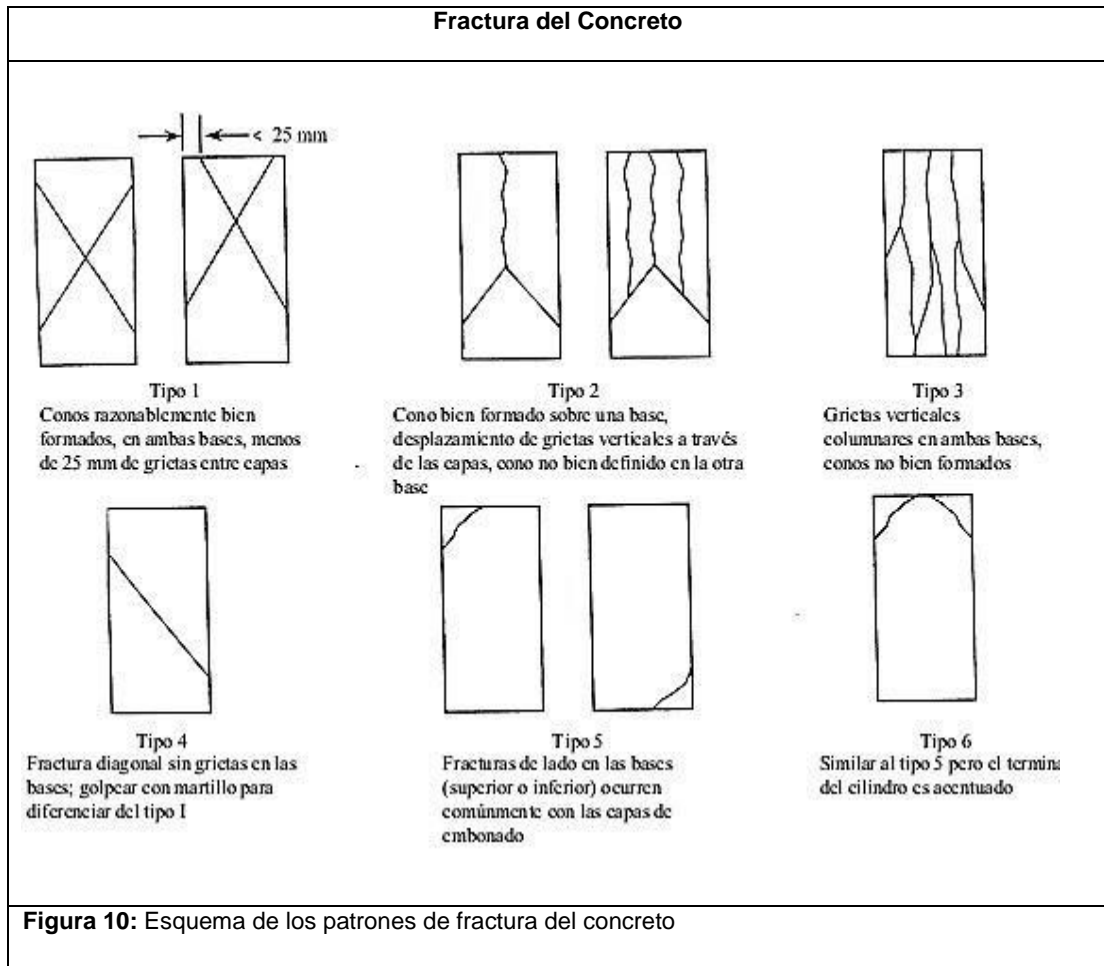 Fractura del Concreto
< 25 mm
Tipo 1
Conos razonablemente bien
formados, en ambas bases, menos
de 25 mm de grietas entre capas
Tipo 2
Cono bien formado sobre una base,
desplazamiento de grietas verticales a través
de las capas, cono no bien definido en la otra
base
Tipo 3
Grietas verticales
columnares en ambas bases,
conos no bien formados
Tipo 4
Fractura diagonal sin grietas en las
bases; golpear con martillo para
diferenciar del tipo I
Tipo 5
Fracturas de lado en las bases
(superior o inferior) ocurren
comúnmente con las capas de
embonado
Tipo 6
Similar al tipo 5 pero el termina
del cilindro es acentuado
Figura 10: Esquema de los patrones de fractura del concreto